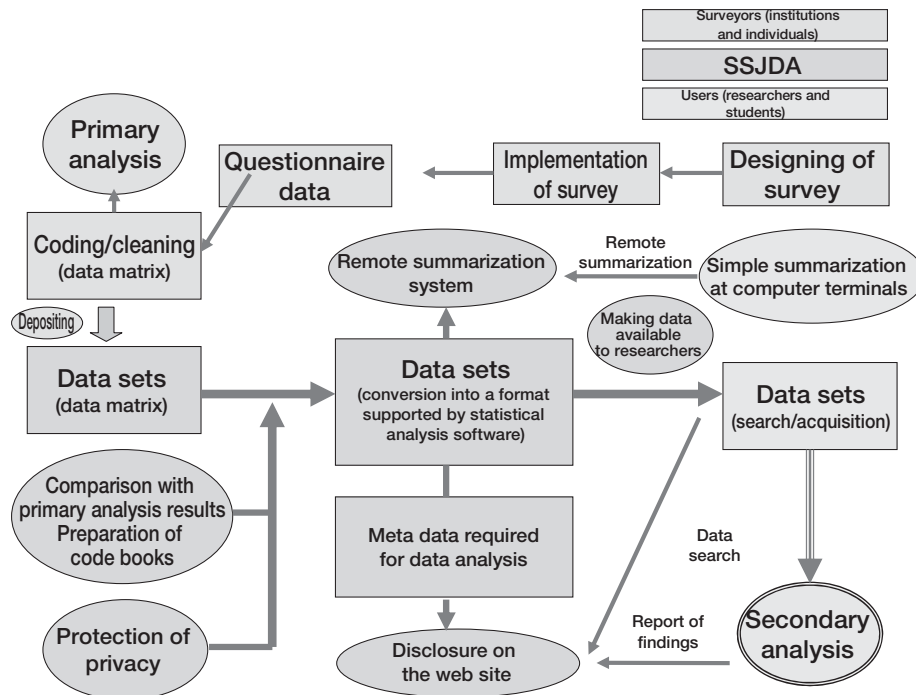 Surveyors (institutions
and individuals)
SSJDA
Users (researchers and
students)
Primary
analysis
Questionnaire
data
Implementation
of survey
Designing of
survey
Coding/cleaning
(data matrix)
Remote summarization
system
Remote
summarization
Simple summarization
at computer terminals
Depositing
Making data
available
to researchers
Data sets
(data matrix)
Data sets
(conversion into a format
supported by statistical
analysis software)
Data sets
(search/acquisition)
Comparison with
primary analysis results
Preparation of
code books
Meta data required
for data analysis
Data
search
Protection of
privacy
Disclosure on
the web site
Report of
findings
Secondary
analysis